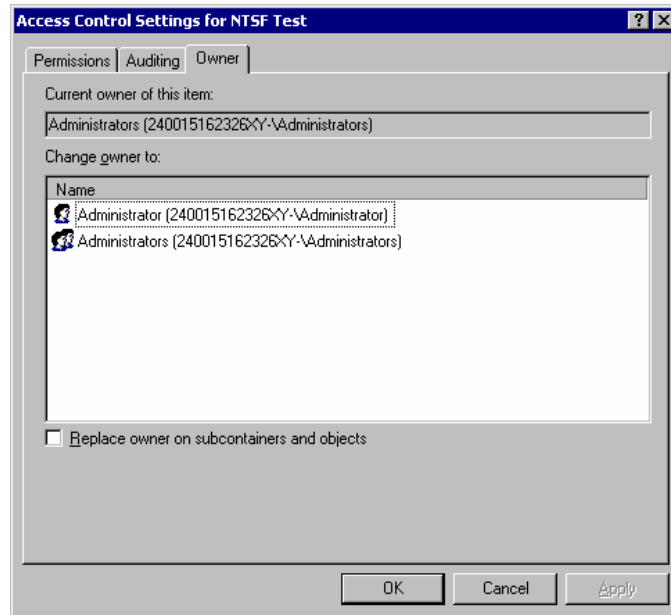 Access Control Settings for NTSF Test
Permissions Auditing Owner
Current owner of this item:
Administrators (240015162326XY-\Administrators)
Change owner to:
Name
Administrator (240015162326XY-\Administrator)
Administrators (240015162326XY-\Administrators)
Replace owner on subcontainers and objects
OK Cancel Apply